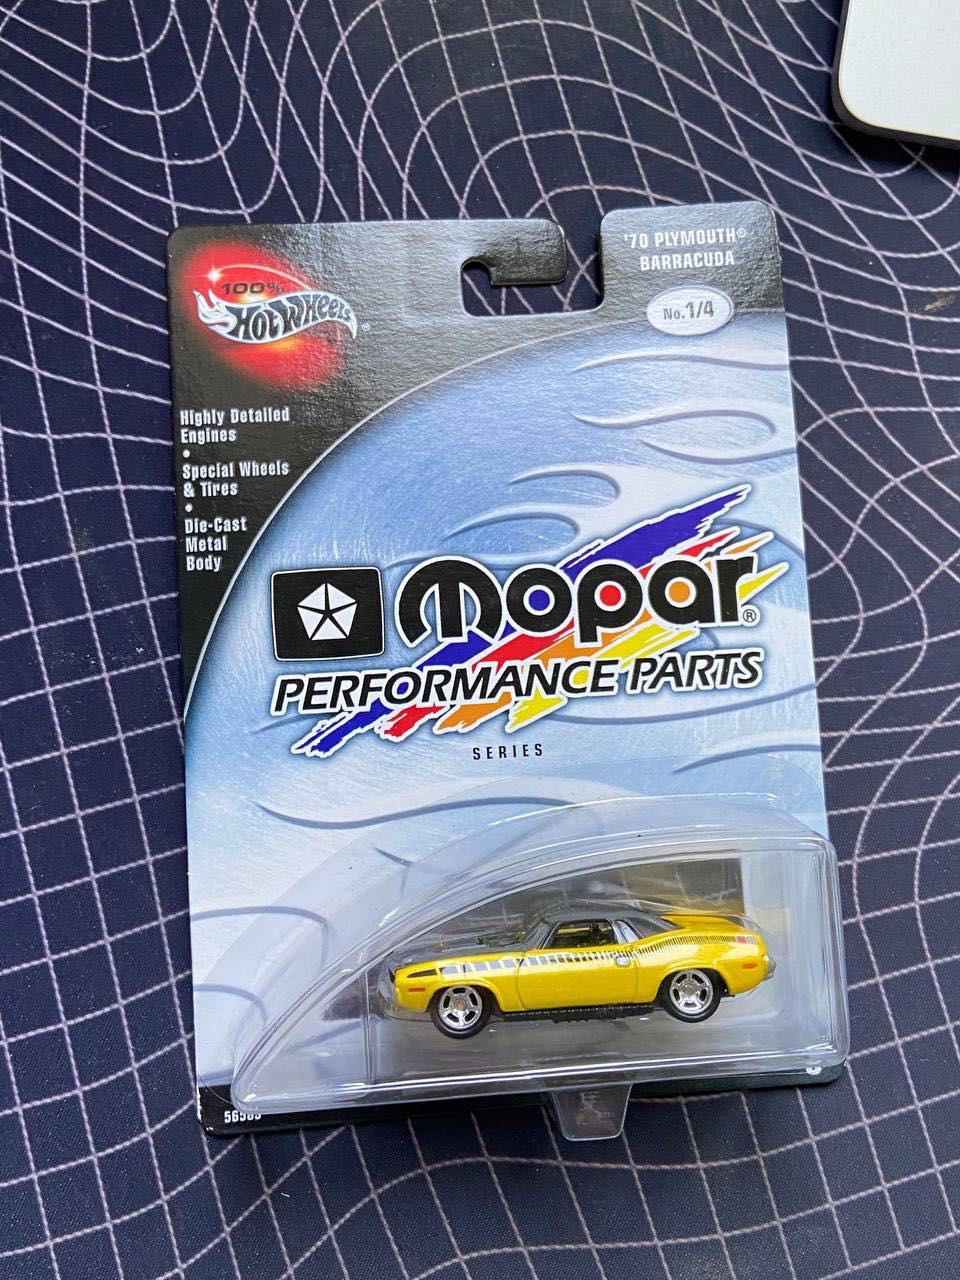 100%
Hot Wheels®
'70 PLYMOUTH®
BARRACUDA
No.1/4
Highly Detailed
Engines
•
Special Wheels
& Tires
•
Die-Cast
Metal
Body
mopar®
PERFORMANCE PARTS
SERIES